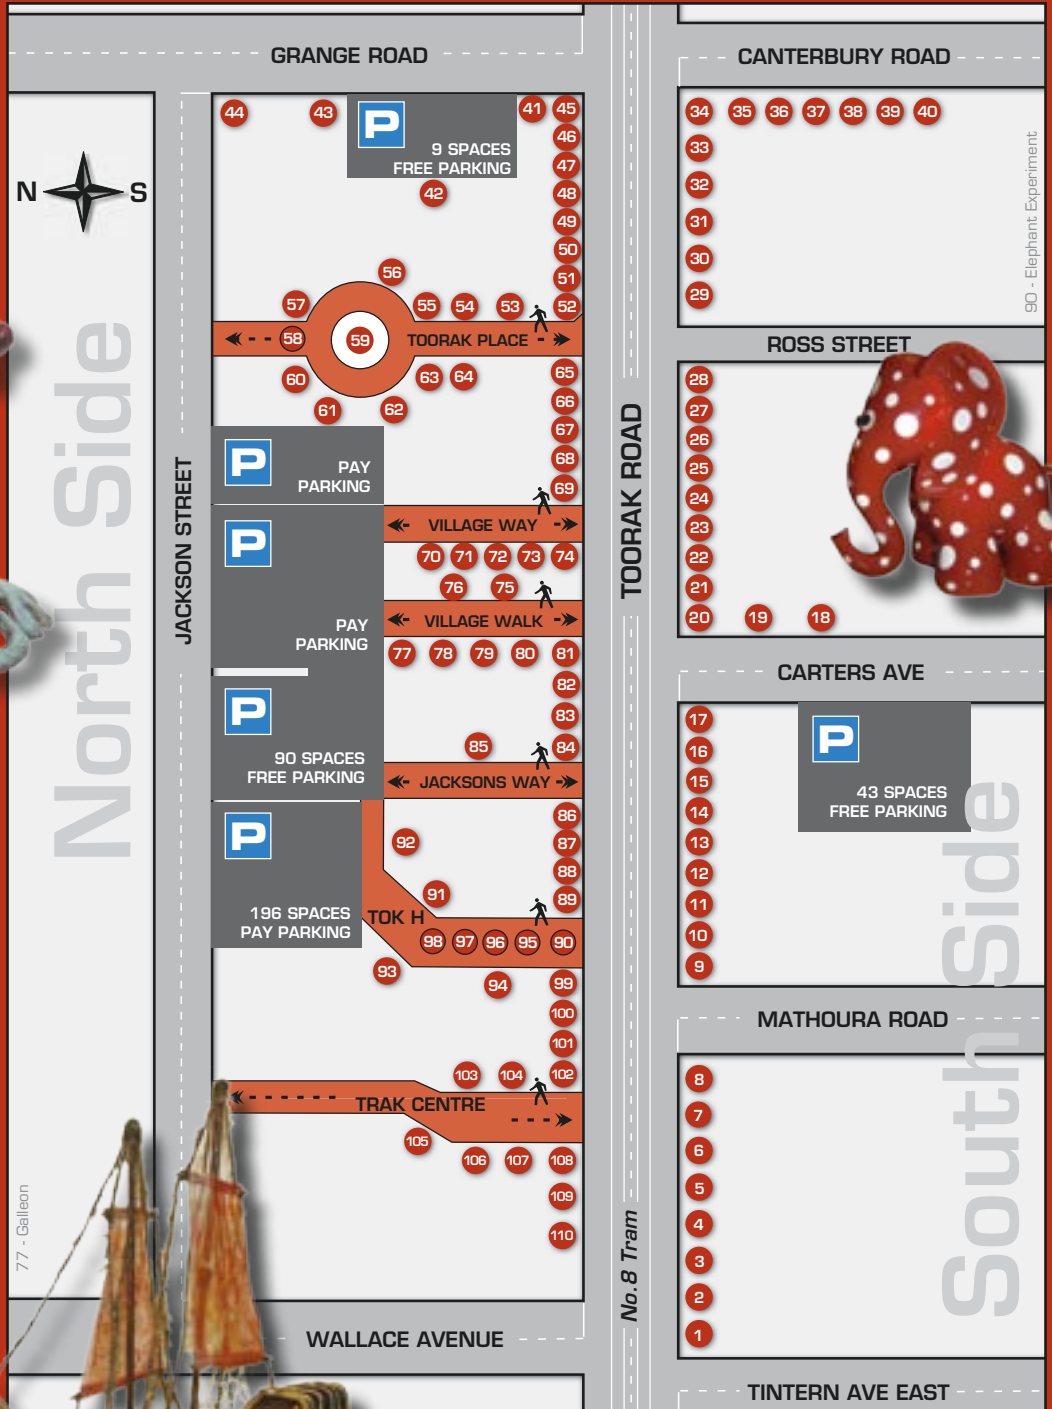 GRANGE ROAD
CANTERBURY ROAD
44
43
P
9 SPACES
FREE PARKING
41
45
46
47
48
49
50
51
52
42
34
35
36
37
38
39
40
33
32
31
30
29
90 - Elephant Experiment
N
S
56
57
55
54
53
58
59
TOORAK PLACE
60
61
62
63
64
65
66
67
68
69
ROSS STREET
28
27
26
25
24
23
22
21
20
19
18
North Side
JACKSON STREET
TOORAK ROAD
P
PAY
PARKING
P
PAY
PARKING
VILLAGE WAY
70
71
72
73
74
76
75
VILLAGE WALK
77
78
79
80
81
82
83
84
85
P
90 SPACES
FREE PARKING
JACKSONS WAY
CARTERS AVE
17
16
15
14
13
12
11
10
9
P
43 SPACES
FREE PARKING
P
196 SPACES
PAY PARKING
86
87
88
89
92
91
TOK H
98
97
96
95
90
93
94
99
100
101
102
103
104
TRAK CENTRE
105
106
107
108
109
110
MATHOURA ROAD
8
7
6
5
4
3
2
1
South Side
77 - Galleon
No.8 Tram
WALLACE AVENUE
TINTERN AVE EAST